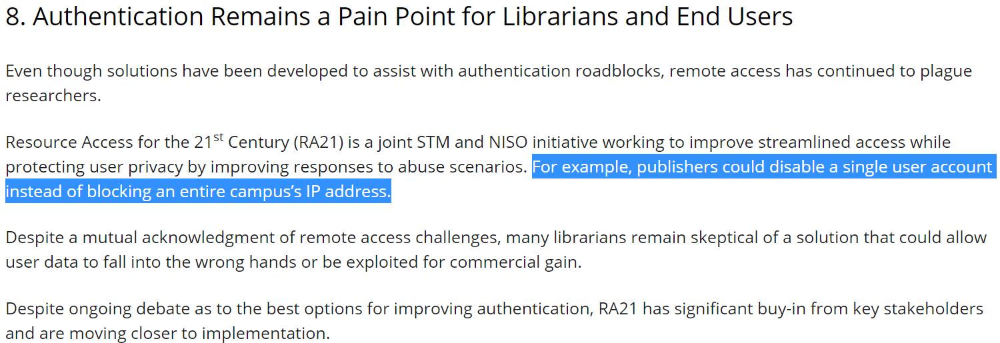 8. Authentication Remains a Pain Point for Librarians and End Users
Even though solutions have been developed to assist with authentication roadblocks, remote access has continued to plague
researchers.
Resource Access for the 21st Century (RA21) is a joint STM and NISO initiative working to improve streamlined access while
protecting user privacy by improving responses to abuse scenarios. For example, publishers could disable a single user account
instead of blocking an entire campus’s IP address.
Despite a mutual acknowledgment of remote access challenges, many librarians remain skeptical of a solution that could allow
user data to fall into the wrong hands or be exploited for commercial gain.
Despite ongoing debate as to the best options for improving authentication, RA21 has significant buy-in from key stakeholders
and are moving closer to implementation.